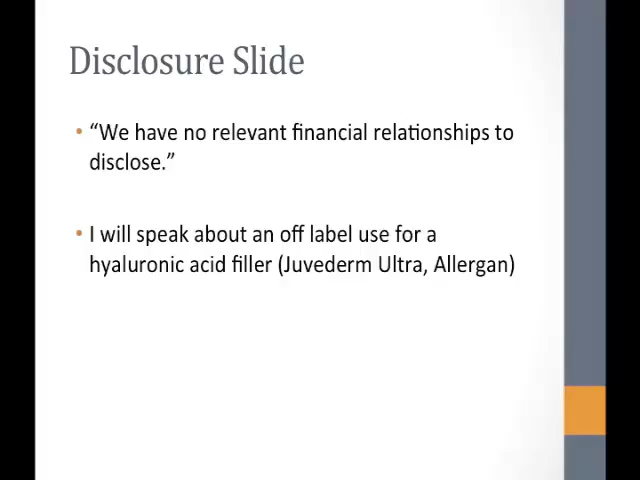 Disclosure Slide
• “We have no relevant financial relationships to
disclose.”
• I will speak about an off label use for a
hyaluronic acid filler (Juvederm Ultra, Allergan)